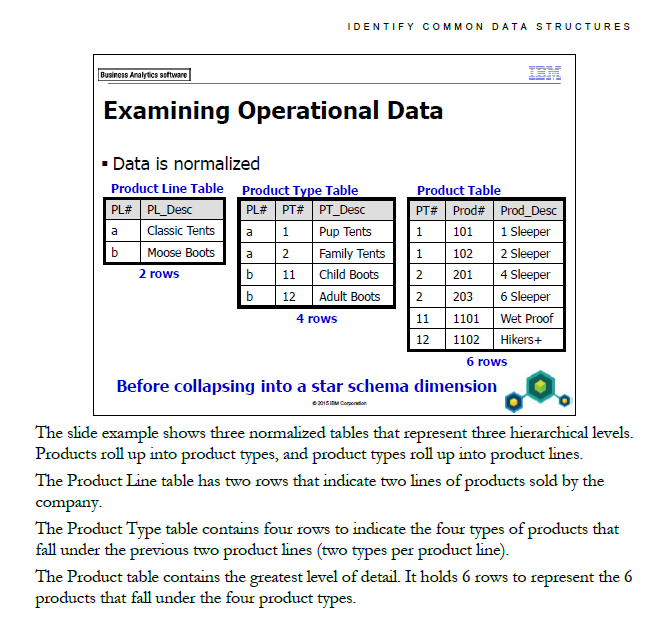 IDENTIFY COMMON DATA STRUCTURES
Business Analytics software
IBM
Examining Operational Data
▪ Data is normalized
Product Line Table
PL# PL_Desc
a Classic Tents
b Moose Boots
2 rows
Product Type Table
PL# PT# PT_Desc
a 1 Pup Tents
a 2 Family Tents
b 11 Child Boots
b 12 Adult Boots
4 rows
Product Table
PT# Prod# Prod_Desc
1 101 1 Sleeper
1 102 2 Sleeper
2 201 4 Sleeper
2 203 6 Sleeper
11 1101 Wet Proof
12 1102 Hikers+
6 rows
Before collapsing into a star schema dimension
© 2015 IBM Corporation
The slide example shows three normalized tables that represent three hierarchical levels.
Products roll up into product types, and product types roll up into product lines.
The Product Line table has two rows that indicate two lines of products sold by the
company.
The Product Type table contains four rows to indicate the four types of products that
fall under the previous two product lines (two types per product line).
The Product table contains the greatest level of detail. It holds 6 rows to represent the 6
products that fall under the four product types.